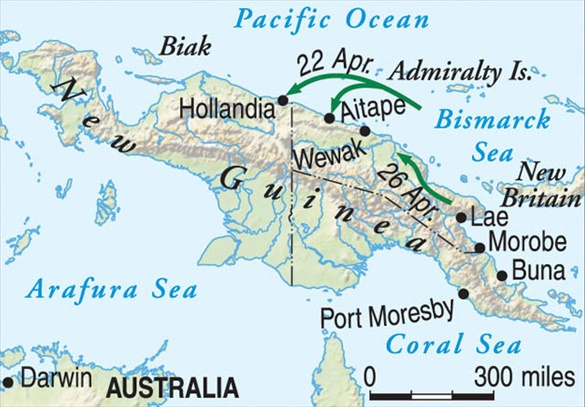 Pacific Ocean
Biak
22 Apr.
Admiralty Is.
Hollandia
Aitape
Bismarck
Sea
Wewak
New
Britain
New Guinea
26 Apr.
Lae
Morobe
Buna
Arafura Sea
Port Moresby
Coral Sea
Darwin
AUSTRALIA
0 300 miles